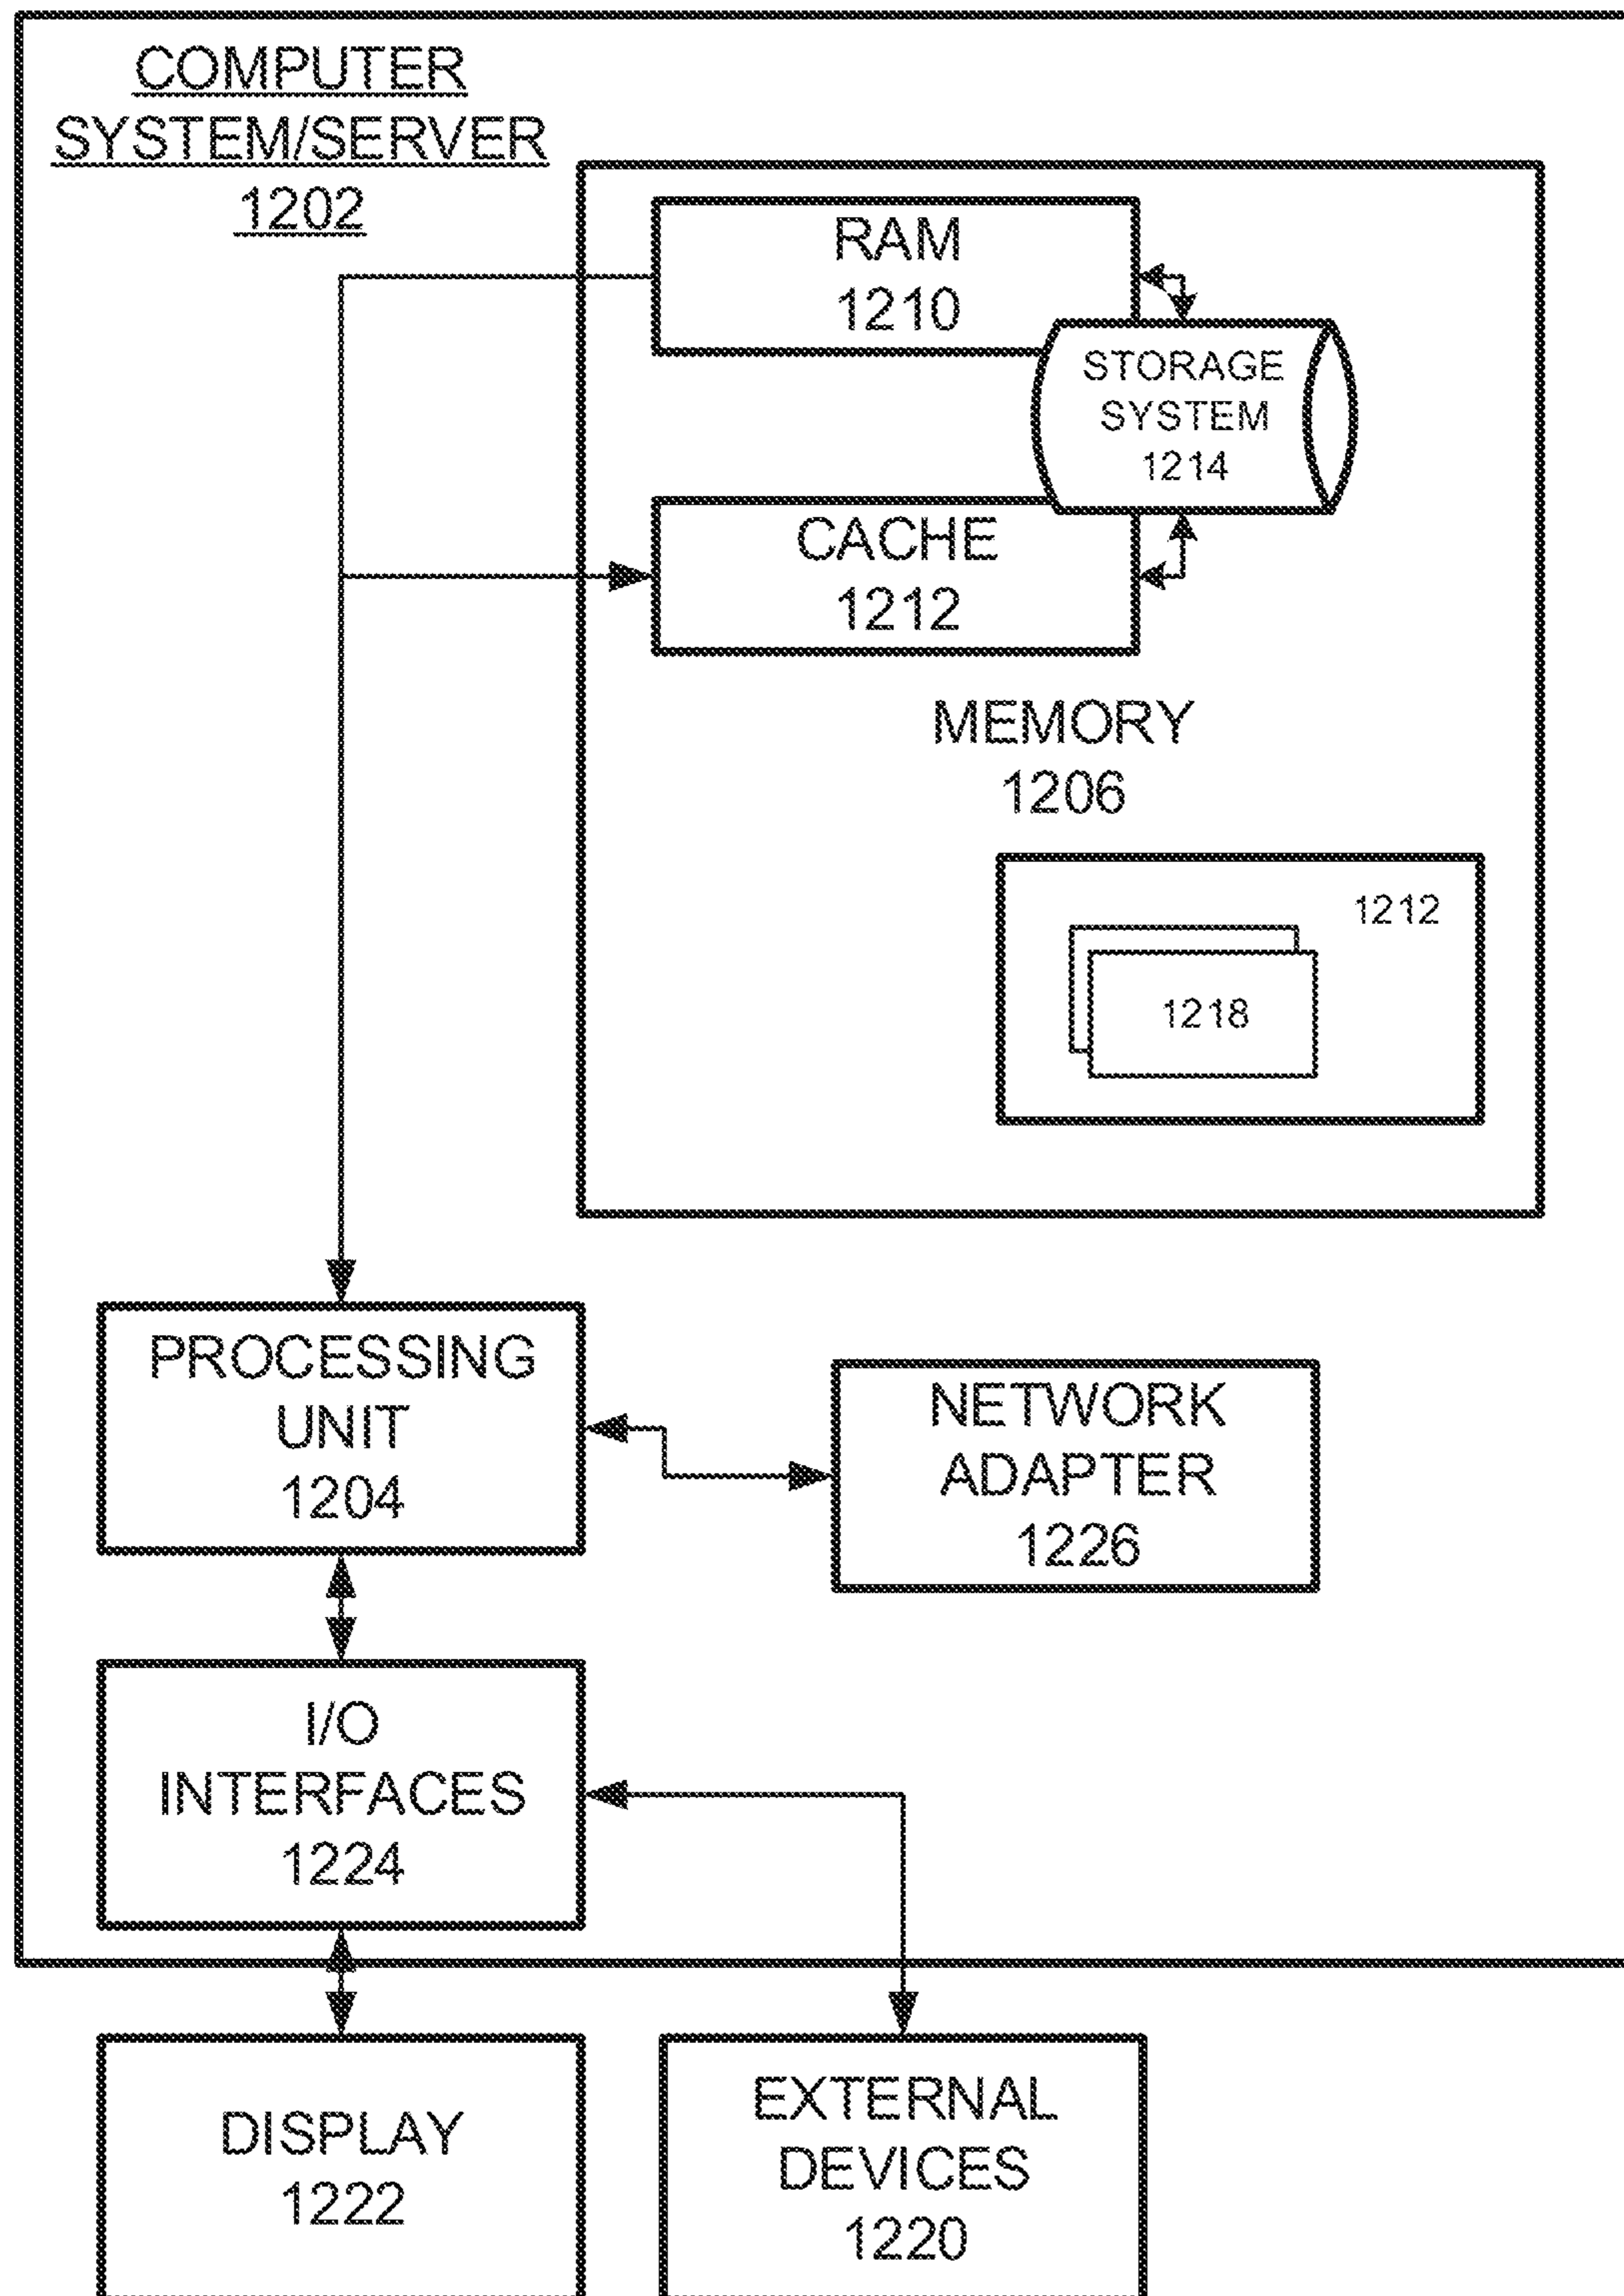 COMPUTER
SYSTEM/SERVER
1202
RAM
1210
STORAGE
SYSTEM
1214
CACHE
1212
MEMORY
1206
1212
1218
PROCESSING
UNIT
1204
NETWORK
ADAPTER
1226
I/O
INTERFACES
1224
DISPLAY
1222
EXTERNAL
DEVICES
1220